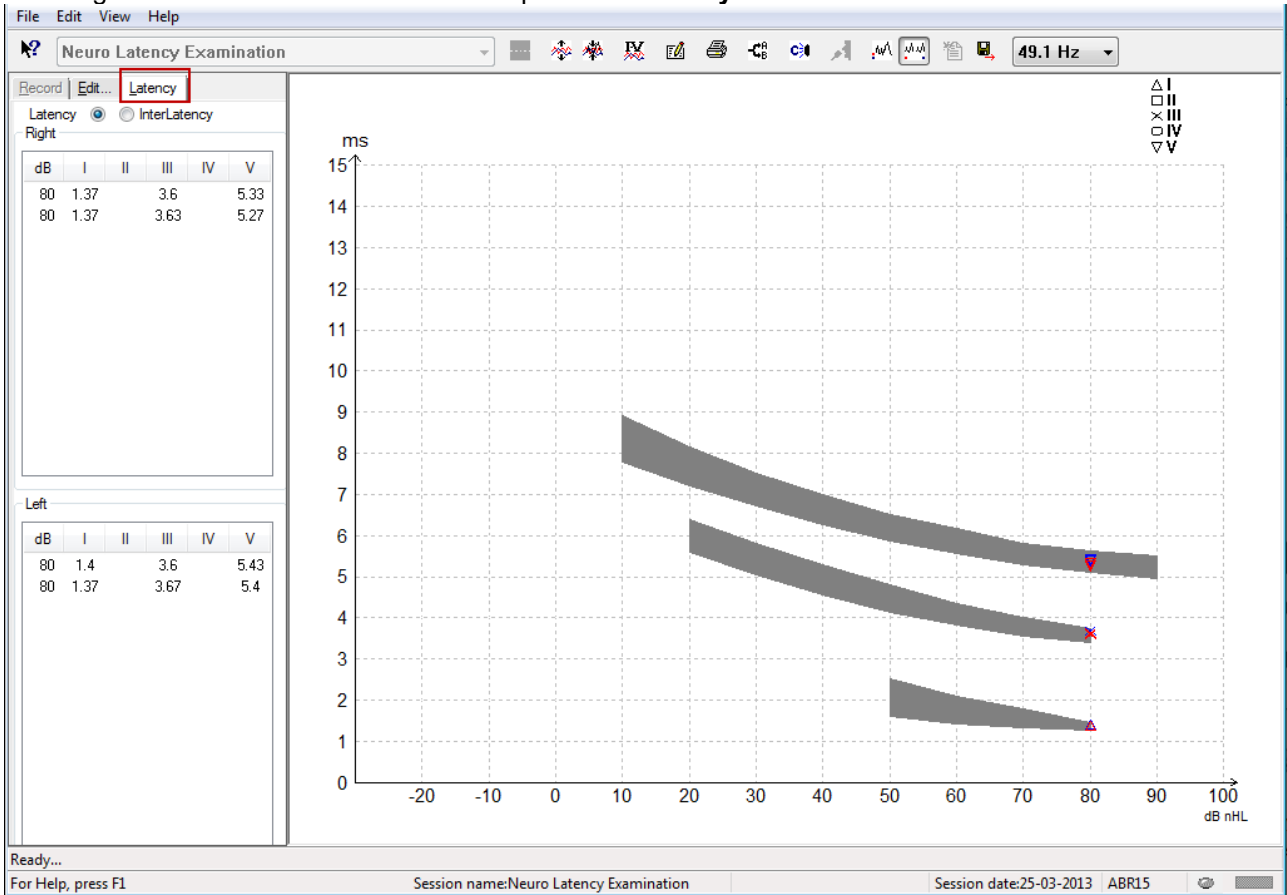 File Edit View Help
Neuro Latency Examination
IV
49.1 Hz
Record Edit... Latency
Latency InterLatency
Right
dB I II III IV V
80 1.37 3.6 5.33
80 1.37 3.63 5.27
Left
dB I II III IV V
80 1.4 3.6 5.43
80 1.37 3.67 5.4
I
II
III
IV
V
ms
15
14
13
12
11
10
9
8
7
6
5
4
3
2
1
0
-20 -10 0 10 20 30 40 50 60 70 80 90 100
dB nHL
Ready...
For Help, press F1 Session name:Neuro Latency Examination Session date:25-03-2013 ABR15